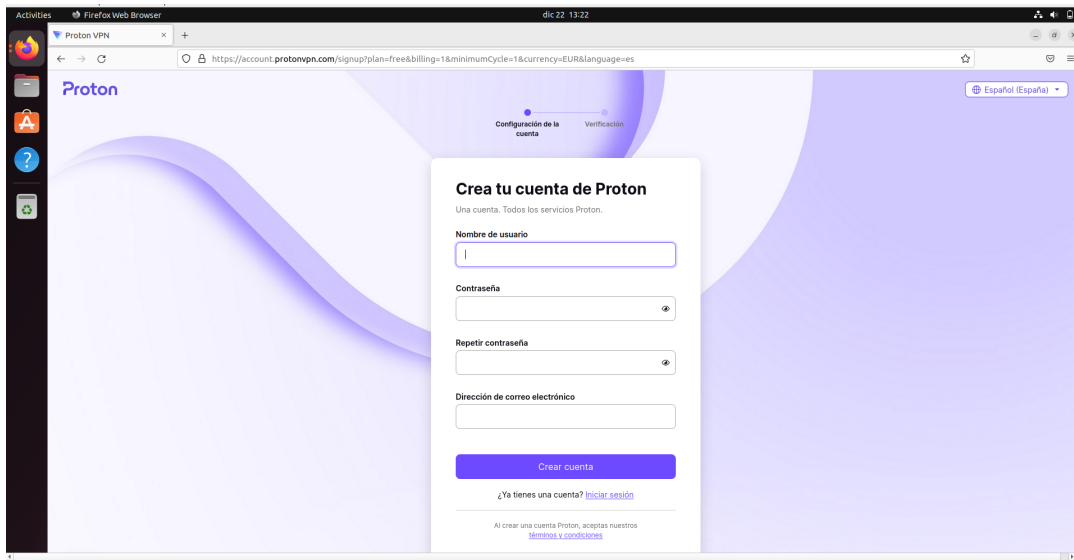 Activities Firefox Web Browser dic 22 13:22
Proton VPN
https://account.protonvpn.com/signup?plan=free&billing=1&minimumCycle=1&currency=EUR&language=es
Proton
Español (España)
Configuración de la
cuenta
Verificación
Crea tu cuenta de Proton
Una cuenta. Todos los servicios Proton.
Nombre de usuario
Contraseña
Repetir contraseña
Dirección de correo electrónico
Crear cuenta
¿Ya tienes una cuenta? Iniciar sesión
Al crear una cuenta Proton, aceptas nuestros
términos y condiciones